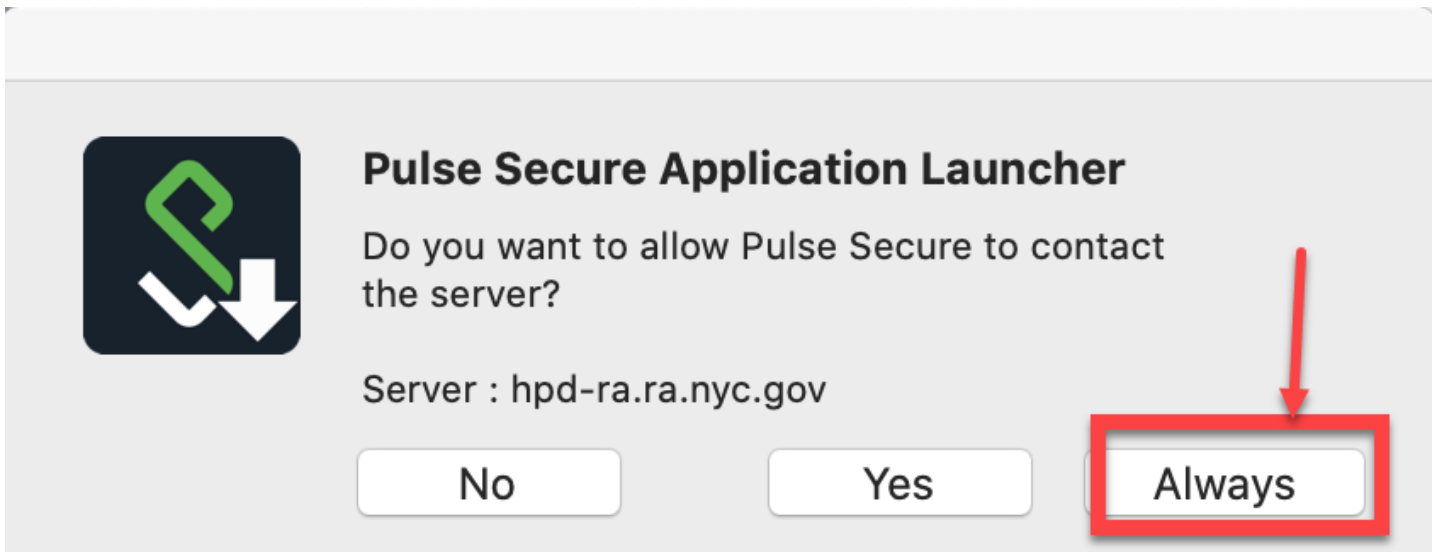 Pulse Secure Application Launcher
Do you want to allow Pulse Secure to contact
the server?
Server : hpd-ra.ra.nyc.gov
No Yes Always